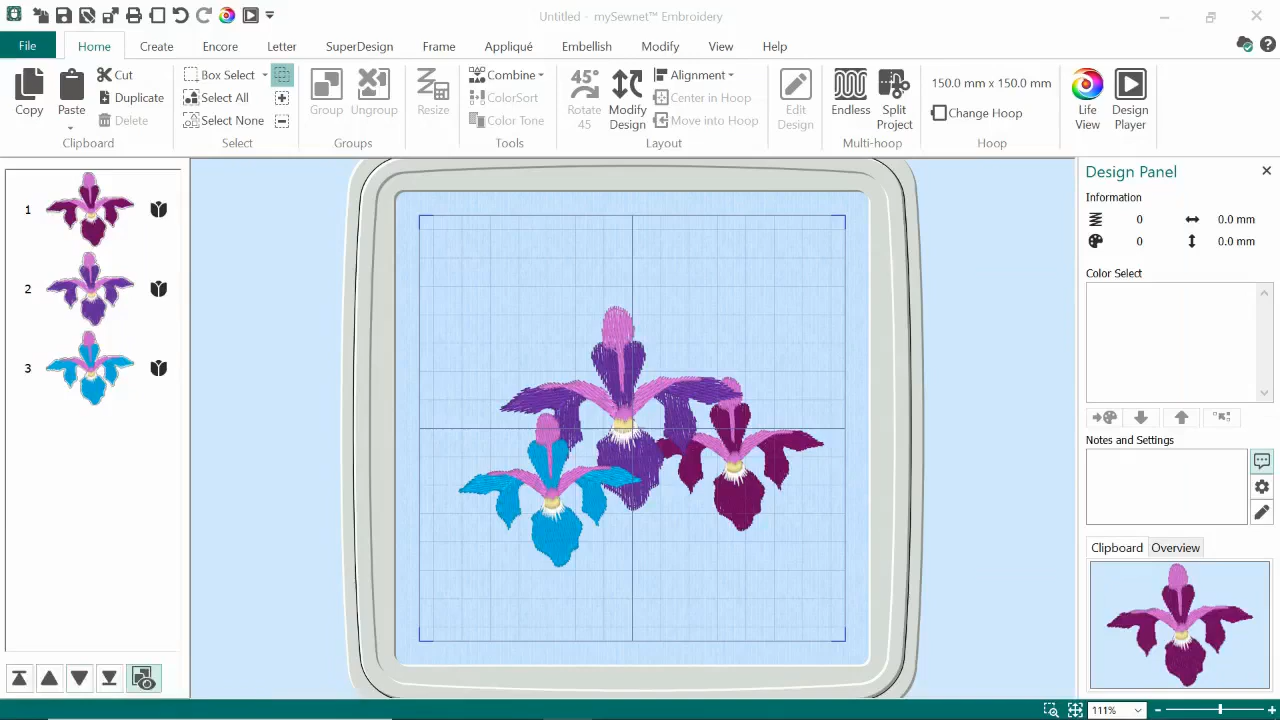 Untitled - mySewnet™ Embroidery
File Home Create Encore Letter SuperDesign Frame Appliqué Embellish Modify View Help
Copy
Paste
Cut
Duplicate
Delete
Clipboard
Box Select
Select All
Select None
Select
Group
Ungroup
Groups
Resize
Combine
ColorSort
Color Tone
Tools
45°
Rotate
45
Modify
Design
Alignment
Center in Hoop
Move into Hoop
Layout
Edit
Design
Endless
Split
Project
Multi-hoop
150.0 mm x 150.0 mm
Change Hoop
Hoop
Life
View
Design
Player
1
2
3
Design Panel
Information
0 0.0 mm
0 0.0 mm
Color Select
Notes and Settings
Clipboard Overview
111%